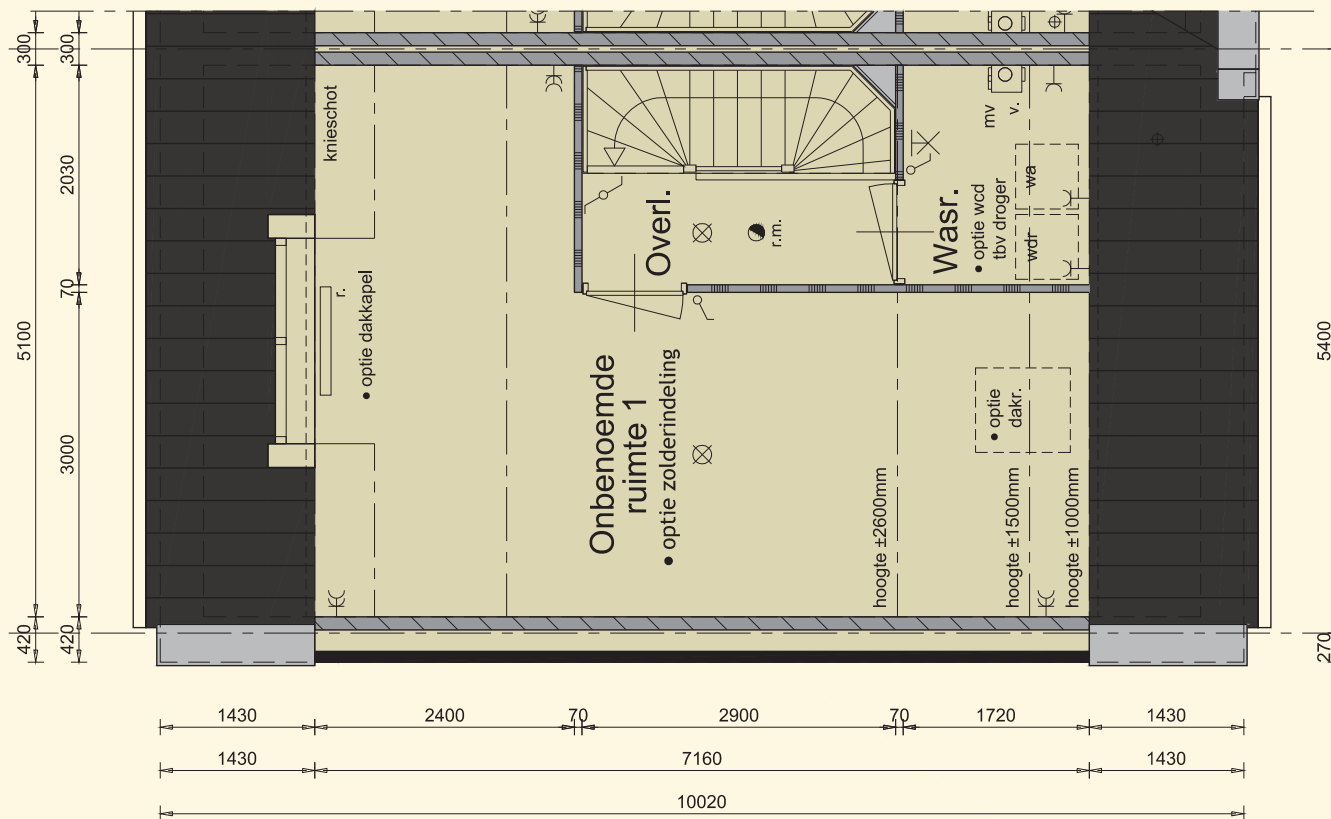 300
300
2030
70
5100
3000
420
420
5400
270
knieschot
r.
• optie dakkapel
Overl.
r.m.
mv
v.
Wasr.
• optie wcd
tbv droger
wa
wdr
Onbenoemde
ruimte 1
• optie zolderindeling
• optie
dakr.
hoogte ±2600mm
hoogte ±1500mm
hoogte ±1000mm
1430
2400
70
2900
70
1720
1430
1430
7160
1430
10020